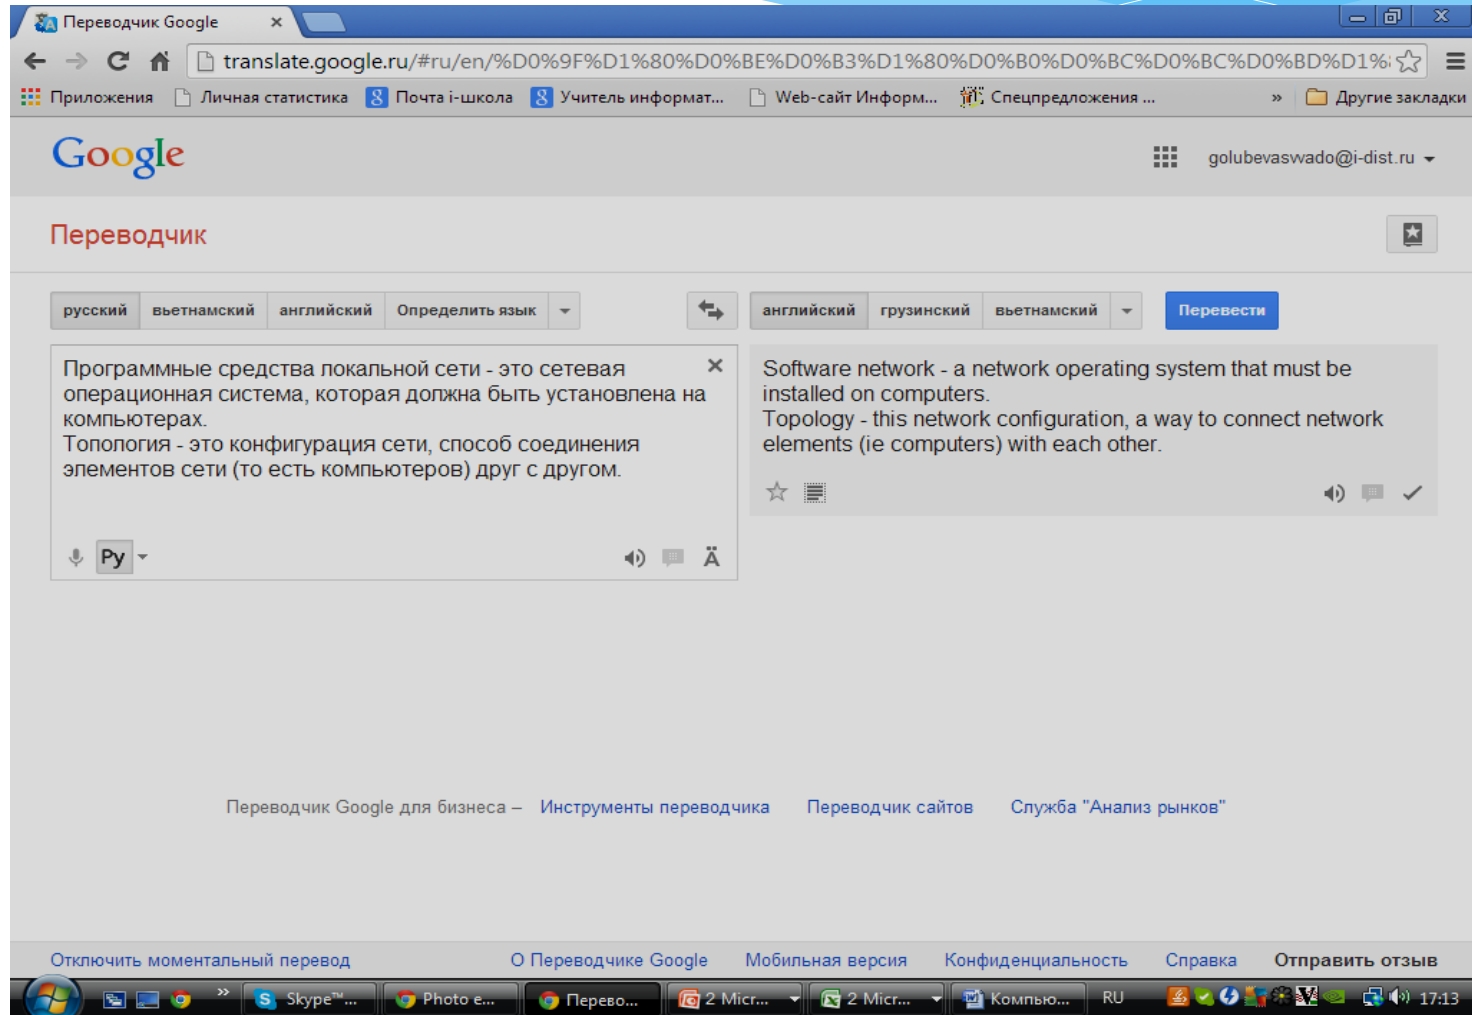 Переводчик Google
translate.google.ru/#ru/en/%D0%9F%D1%80%D0%BE%D0%B3%D1%80%D0%B0%D0%BC%D0%BC%D0%BD%D1%
Приложения Личная статистика Почта i-школа Учитель информат... Web-сайт Информ... Спецпредложения ... » Другие закладки
Google
golubevaswado@i-dist.ru
Переводчик
русский вьетнамский английский Определить язык
английский грузинский вьетнамский Перевести
Программные средства локальной сети - это сетевая
операционная система, которая должна быть установлена на
компьютерах.
Топология - это конфигурация сети, способ соединения
элементов сети (то есть компьютеров) друг с другом.
Ру
Ä
Software network - a network operating system that must be
installed on computers.
Topology - this network configuration, a way to connect network
elements (ie computers) with each other.
Переводчик Google для бизнеса – Инструменты переводчика Переводчик сайтов Служба "Анализ рынков"
Отключить моментальный перевод О Переводчике Google Мобильная версия Конфиденциальность Справка Отправить отзыв
» Skype™... Photo e... Перево... 2 Micr... 2 Micr... Компью... RU 17:13